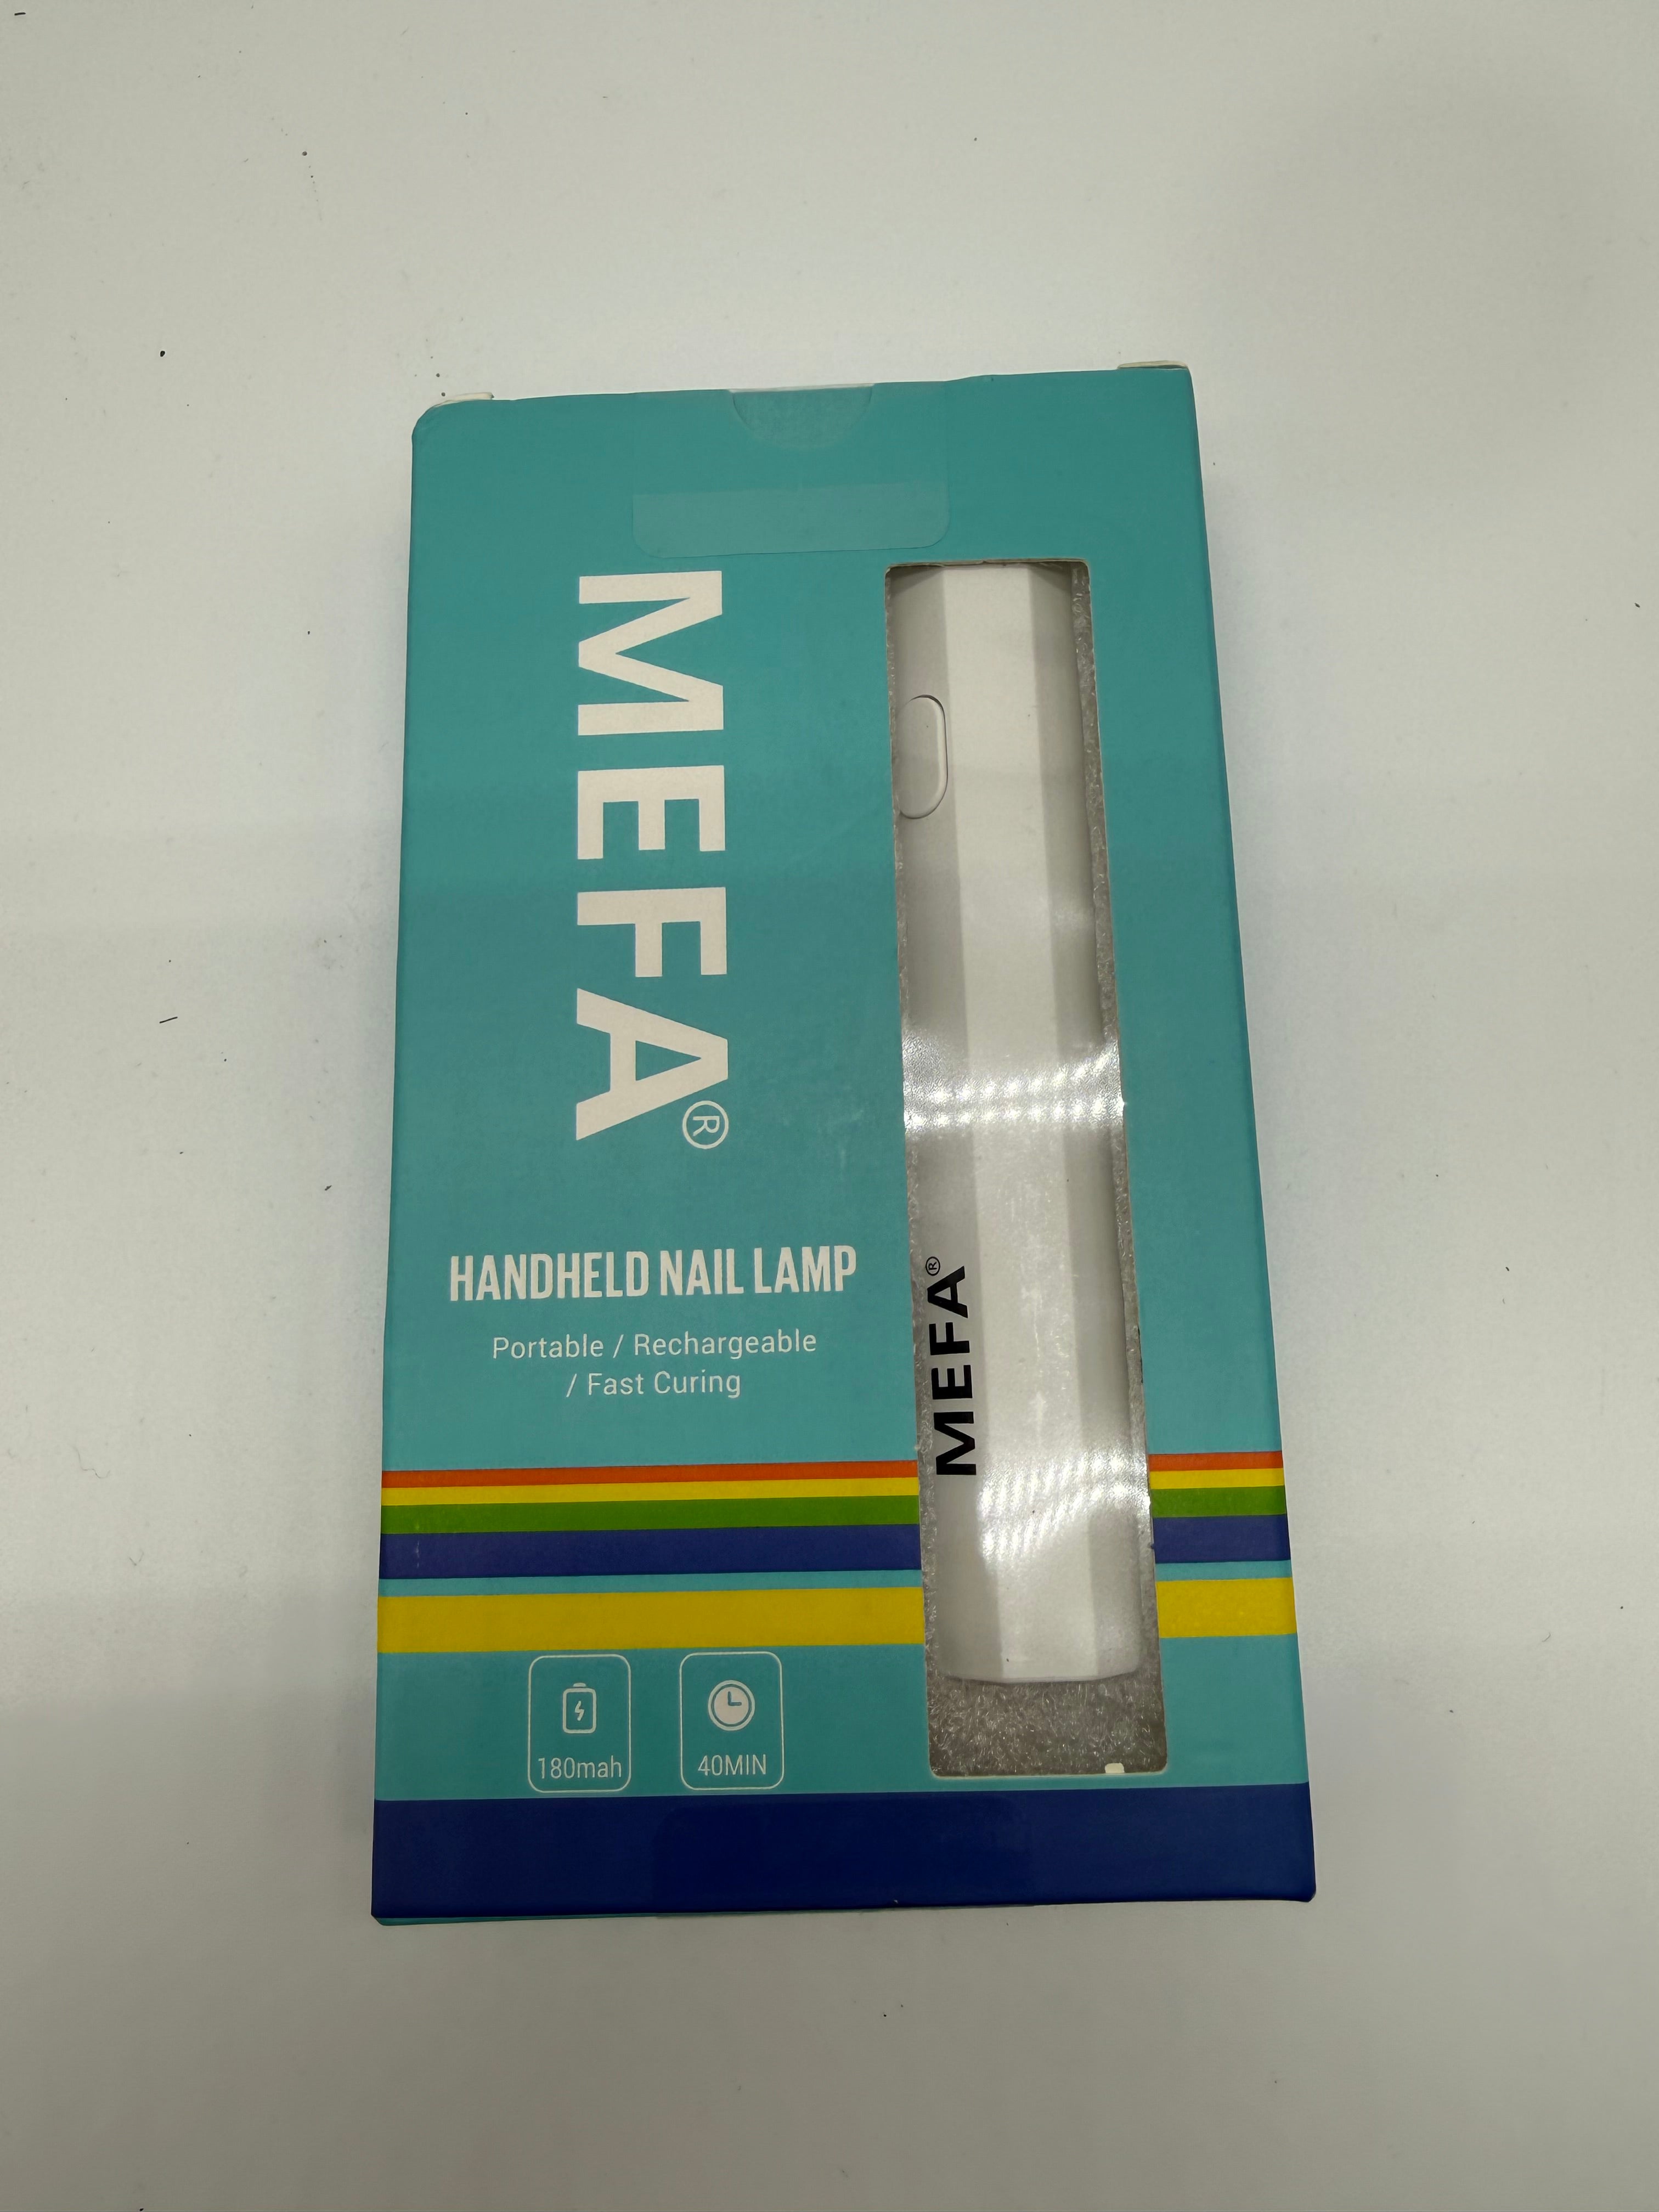 MEFA®
HANDHELD NAIL LAMP
Portable / Rechargeable
/ Fast Curing
180mah
40MIN
MEFA®